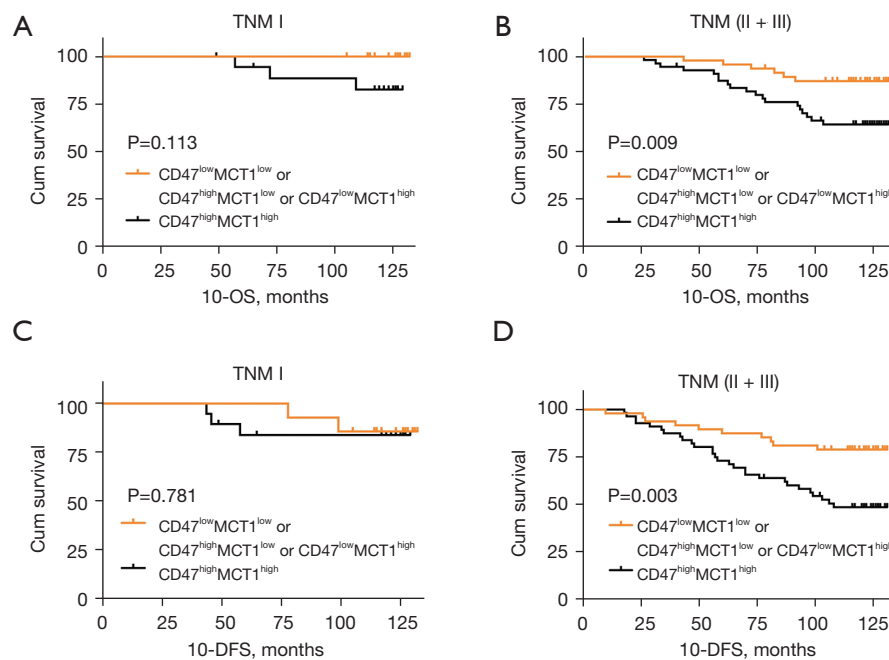 A
TNM I
100
75
50
25
0
Cum survival
P=0.113
CD47lowMCT1low or
CD47highMCT1low or CD47lowMCT1high
CD47highMCT1high
0 25 50 75 100 125
10-OS, months
B
TNM (II + III)
100
75
50
25
0
Cum survival
P=0.009
CD47lowMCT1low or
CD47highMCT1low or CD47lowMCT1high
CD47highMCT1high
0 25 50 75 100 125
10-OS, months
C
TNM I
100
75
50
25
0
Cum survival
P=0.781
CD47lowMCT1low or
CD47highMCT1low or CD47lowMCT1high
CD47highMCT1high
0 25 50 75 100 125
10-DFS, months
D
TNM (II + III)
100
75
50
25
0
Cum survival
P=0.003
CD47lowMCT1low or
CD47highMCT1low or CD47lowMCT1high
CD47highMCT1high
0 25 50 75 100 125
10-DFS, months